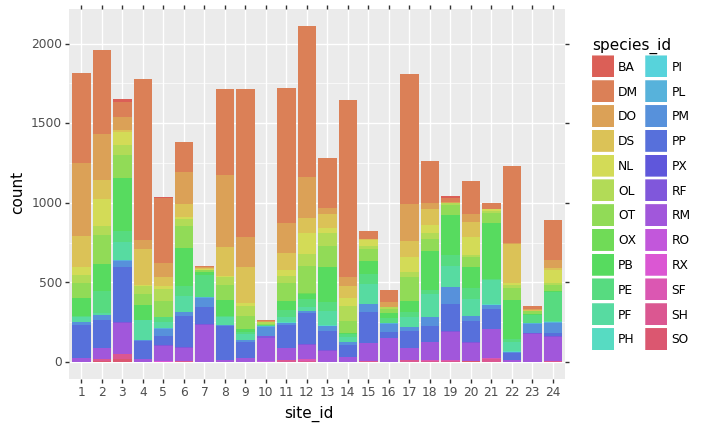 2000
1500
1000
500
0
count
1 2 3 4 5 6 7 8 9 10 11 12 13 14 15 16 17 18 19 20 21 22 23 24
site_id
species_id
BA PI
DM PL
DO PM
DS PP
NL PX
OL RF
OT RM
OX RO
PB RX
PE SF
PF SH
PH SO